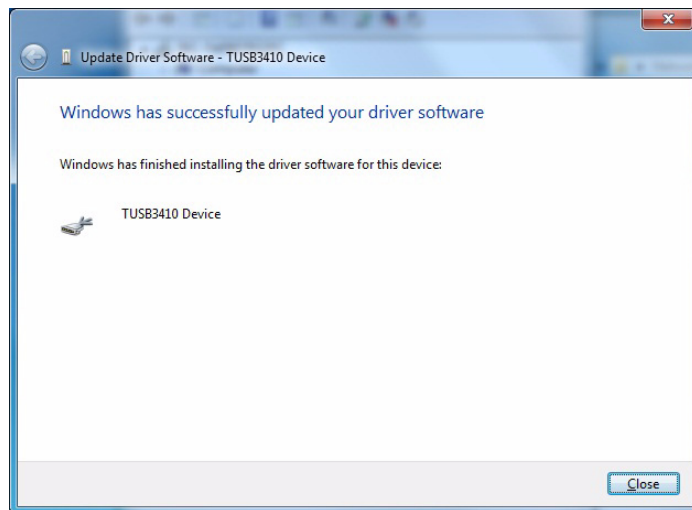 Update Driver Software - TUSB3410 Device
Windows has successfully updated your driver software
Windows has finished installing the driver software for this device:
TUSB3410 Device
Close